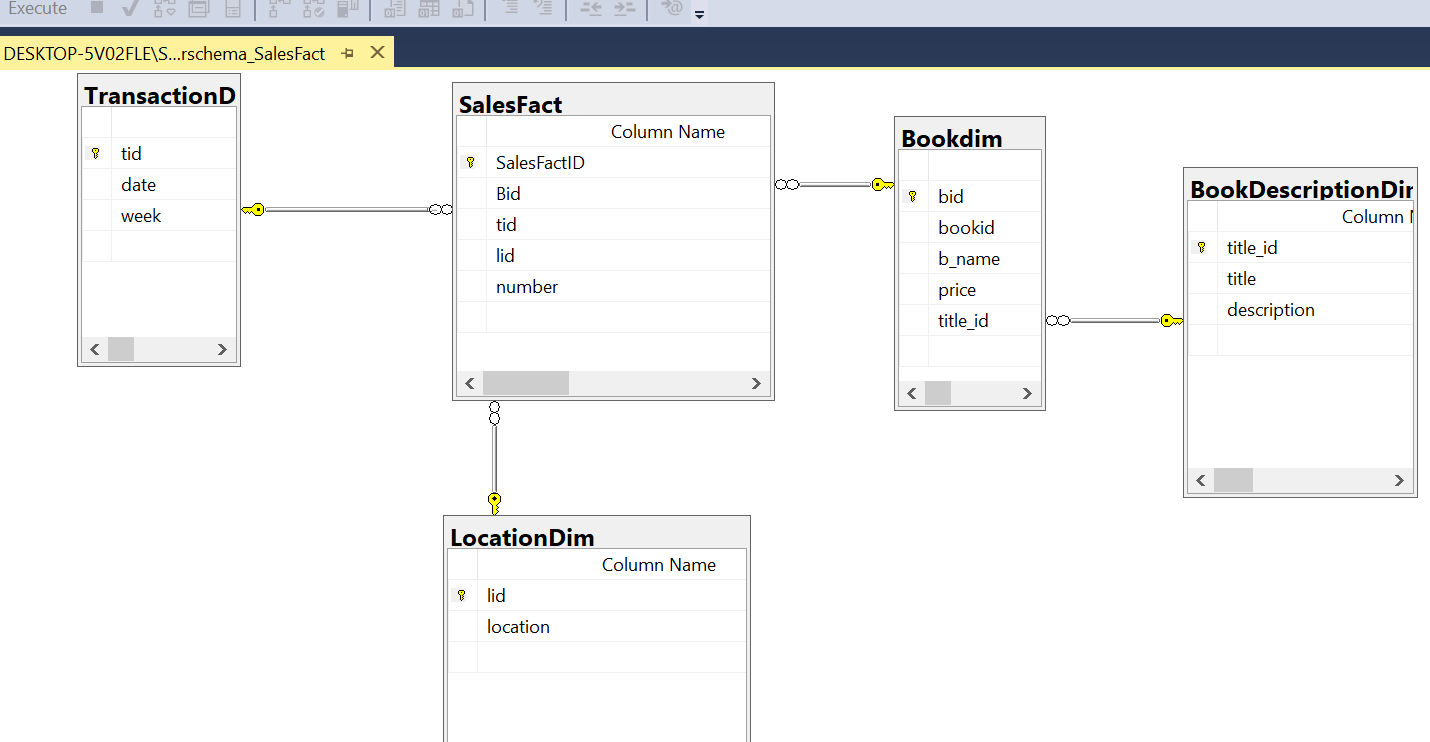 Execute
DESKTOP-5V02FLE\S...rschema_SalesFact
TransactionD
tid
date
week
SalesFact
Column Name
SalesFactID
Bid
tid
lid
number
Bookdim
bid
bookid
b_name
price
title_id
BookDescriptionDim
Column N
title_id
title
description
LocationDim
Column Name
lid
location